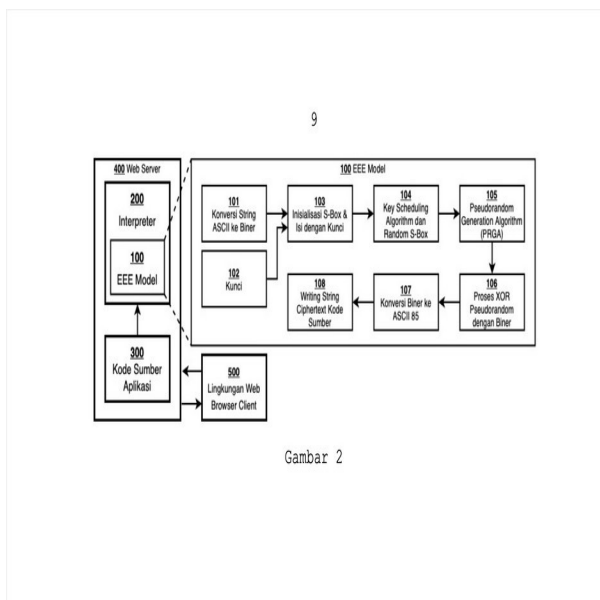 9
400 Web Server
200
Interpreter
100
EEE Model
300
Kode Sumber
Aplikasi
500
Lingkungan Web
Browser Client
100 EEE Model
101
Konversi String
ASCII ke Biner
102
Kunci
103
Inisialisasi S-Box &
Isi dengan Kunci
104
Key Scheduling
Algorithm dan
Random S-Box
105
Pseudorandom
Generation Algorithm
(PRGA)
106
Proses XOR
Pseudorandom
dengan Biner
107
Konversi Biner ke
ASCII 85
108
Writing String
Ciphertext Kode
Sumber
Gambar 2